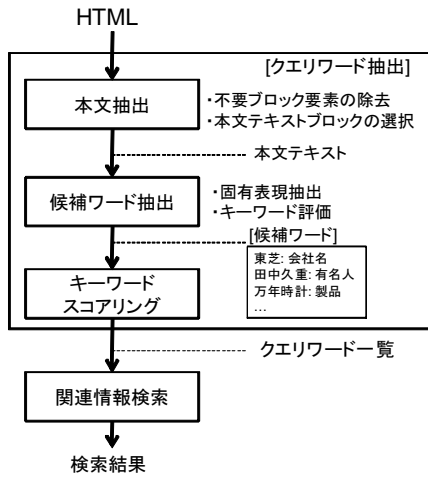 HTML
[クエリワード抽出]
本文抽出
・不要ブロック要素の除去
・本文テキストブロックの選択
本文テキスト
候補ワード抽出
・固有表現抽出
・キーワード評価
[候補ワード]
東芝: 会社名
田中久重: 有名人
万年時計: 製品
…
キーワード
スコアリング
クエリワード一覧
関連情報検索
検索結果